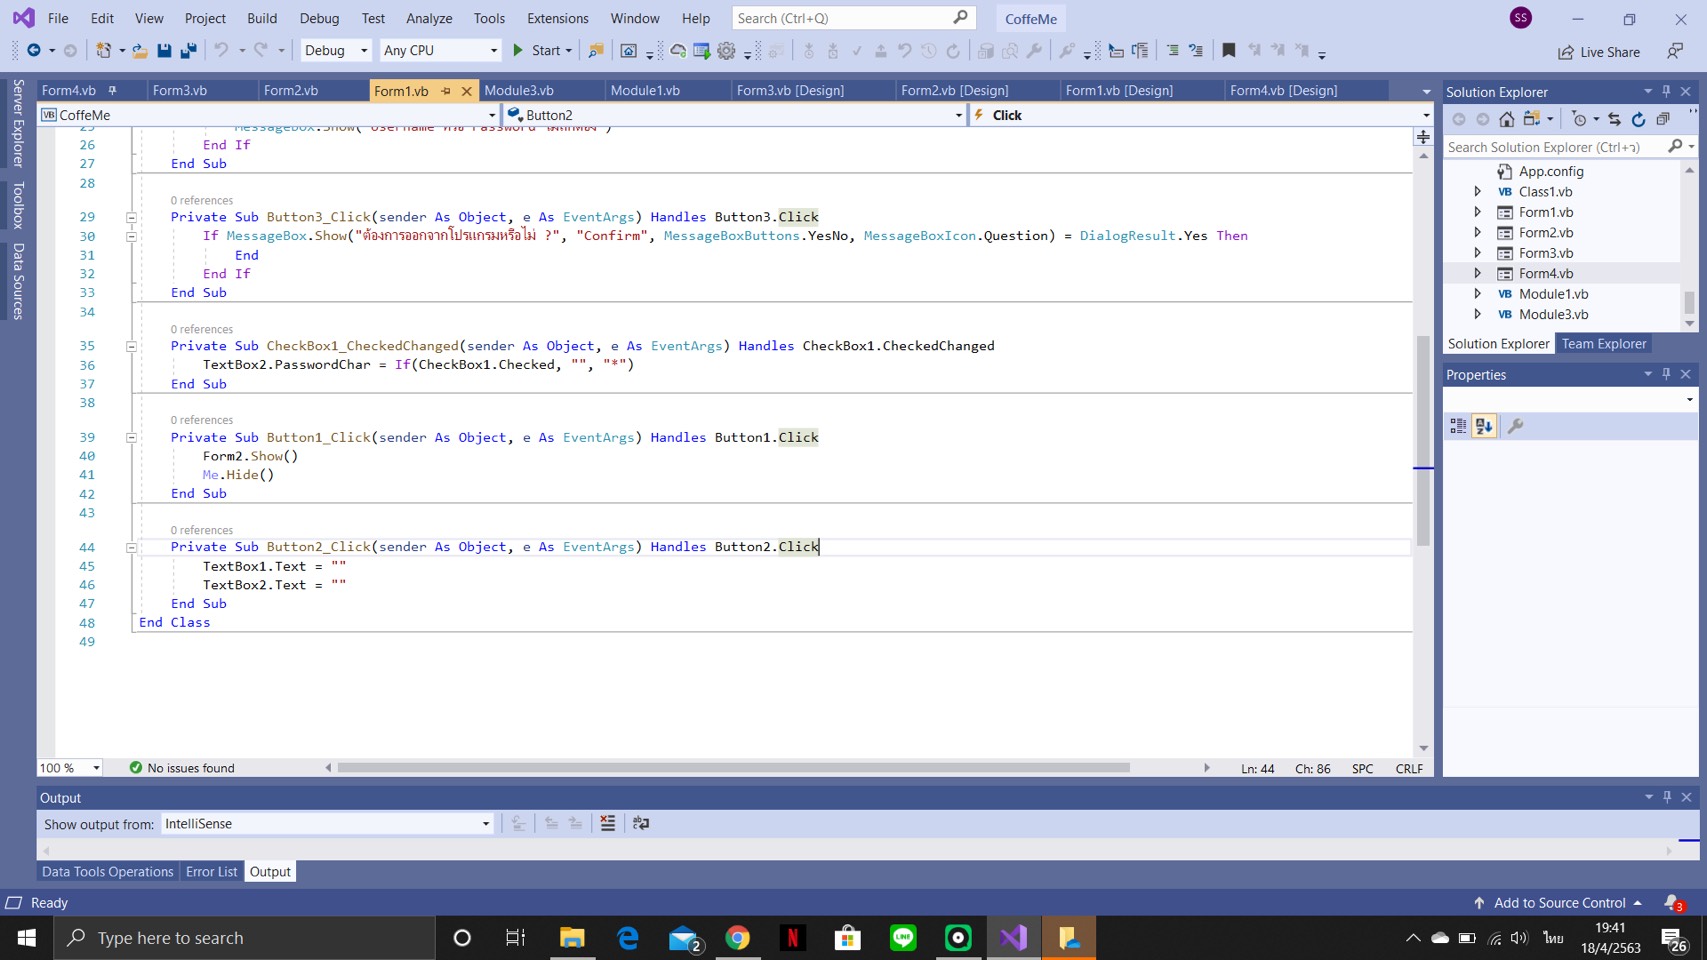 File Edit View Project Build Debug Test Analyze Tools Extensions Window Help Search (Ctrl+Q) CoffeMe SS
Debug Any CPU Start Live Share
Form4.vb Form3.vb Form2.vb Form1.vb Module3.vb Module1.vb Form3.vb [Design] Form2.vb [Design] Form1.vb [Design] Form4.vb [Design]
VB CoffeMe Button2 Click
Server Explorer
Toolbox
Data Sources
25 MessageBox.Show("Username หรือ Password ไม่ถูกต้อง")
26 End If
27 End Sub
28
0 references
29 Private Sub Button3_Click(sender As Object, e As EventArgs) Handles Button3.Click
30 If MessageBox.Show("ต้องการออกจากโปรแกรมหรือไม่ ?", "Confirm", MessageBoxButtons.YesNo, MessageBoxIcon.Question) = DialogResult.Yes Then
31 End
32 End If
33 End Sub
34
0 references
35 Private Sub CheckBox1_CheckedChanged(sender As Object, e As EventArgs) Handles CheckBox1.CheckedChanged
36 TextBox2.PasswordChar = If(CheckBox1.Checked, "", "*")
37 End Sub
38
0 references
39 Private Sub Button1_Click(sender As Object, e As EventArgs) Handles Button1.Click
40 Form2.Show()
41 Me.Hide()
42 End Sub
43
0 references
44 Private Sub Button2_Click(sender As Object, e As EventArgs) Handles Button2.Click
45 TextBox1.Text = ""
46 TextBox2.Text = ""
47 End Sub
48 End Class
49
100 % No issues found Ln: 44 Ch: 86 SPC CRLF
Solution Explorer
Search Solution Explorer (Ctrl+ว)
App.config
Class1.vb
Form1.vb
Form2.vb
Form3.vb
Form4.vb
VB Module1.vb
VB Module3.vb
Solution Explorer Team Explorer
Properties
Output
Show output from: IntelliSense
Data Tools Operations Error List Output
Ready Add to Source Control 3
Type here to search 2 N LINE ไทย 19:41
18/4/2563 26